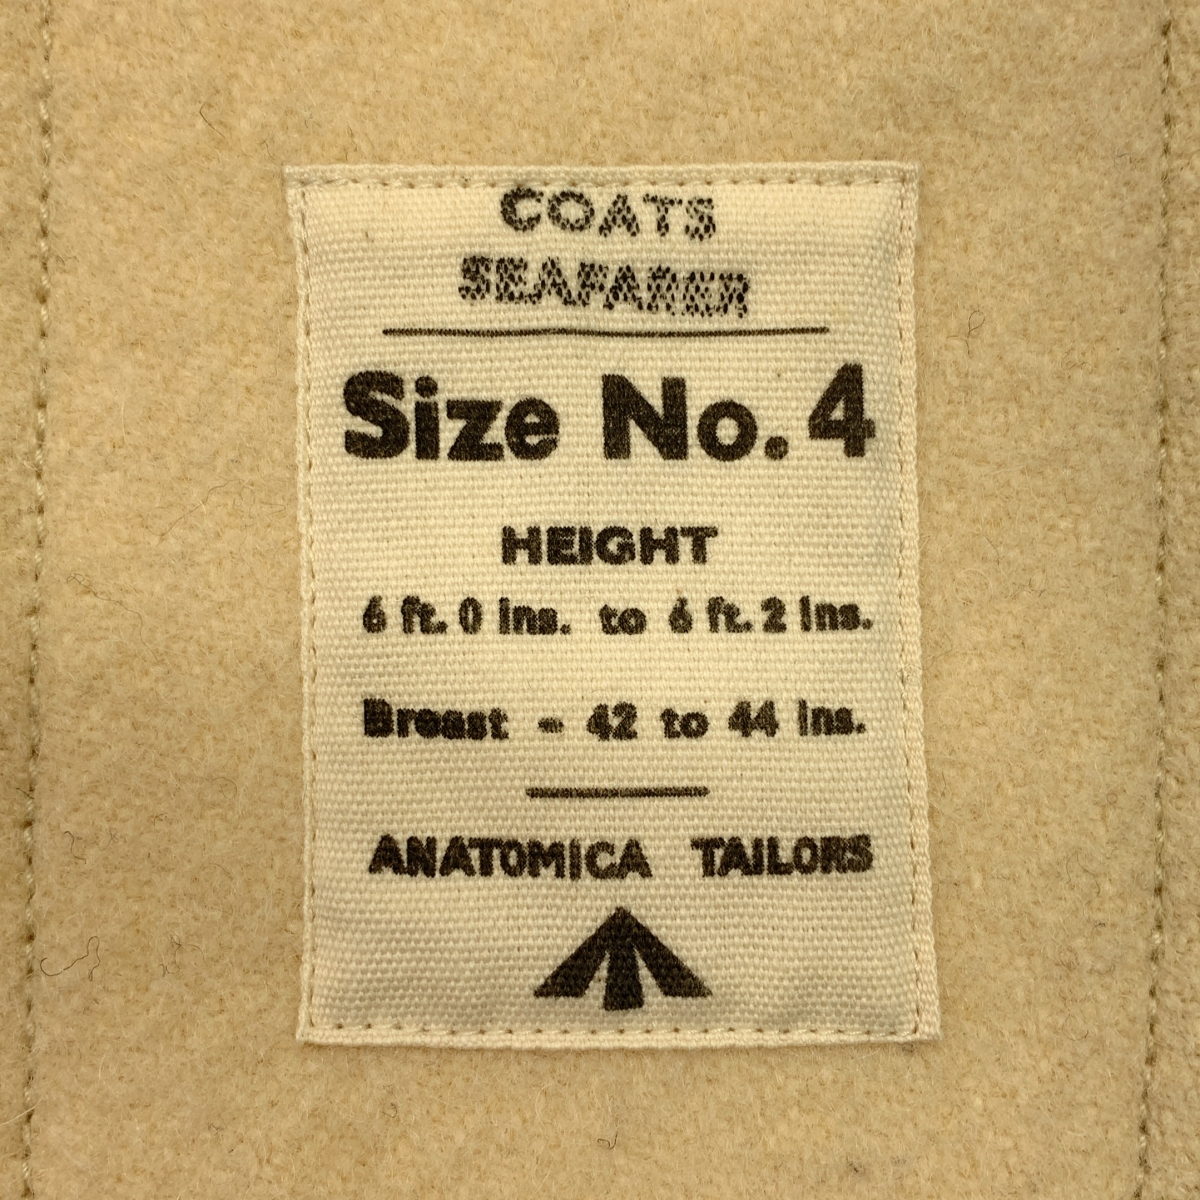 COATS
SEAFARER
Size No. 4
HEIGHT
6 ft. 0 ins. to 6 ft. 2 ins.
Breast - 42 to 44 ins.
ANATOMICA TAILORS